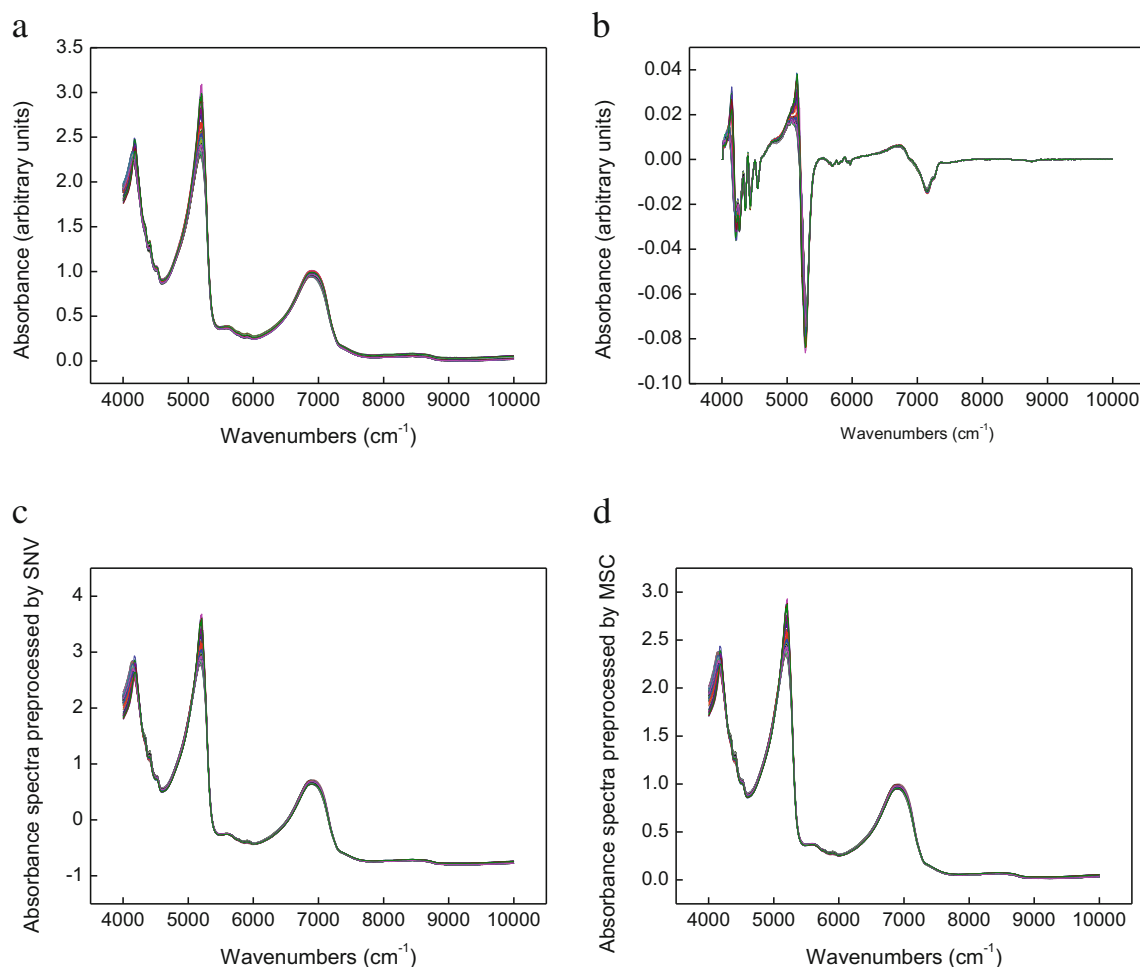 a
3.5
3.0
2.5
2.0
1.5
1.0
0.5
0.0
Absorbance (arbitrary units)
4000 5000 6000 7000 8000 9000 10000
Wavenumbers (cm⁻¹)
b
0.04
0.02
0.00
-0.02
-0.04
-0.06
-0.08
-0.10
Absorbance (arbitrary units)
4000 5000 6000 7000 8000 9000 10000
Wavenumbers (cm⁻¹)
c
4
3
2
1
0
-1
Absorbance spectra preprocessed by SNV
4000 5000 6000 7000 8000 9000 10000
Wavenumbers (cm⁻¹)
d
3.0
2.5
2.0
1.5
1.0
0.5
0.0
Absorbance spectra preprocessed by MSC
4000 5000 6000 7000 8000 9000 10000
Wavenumbers (cm⁻¹)